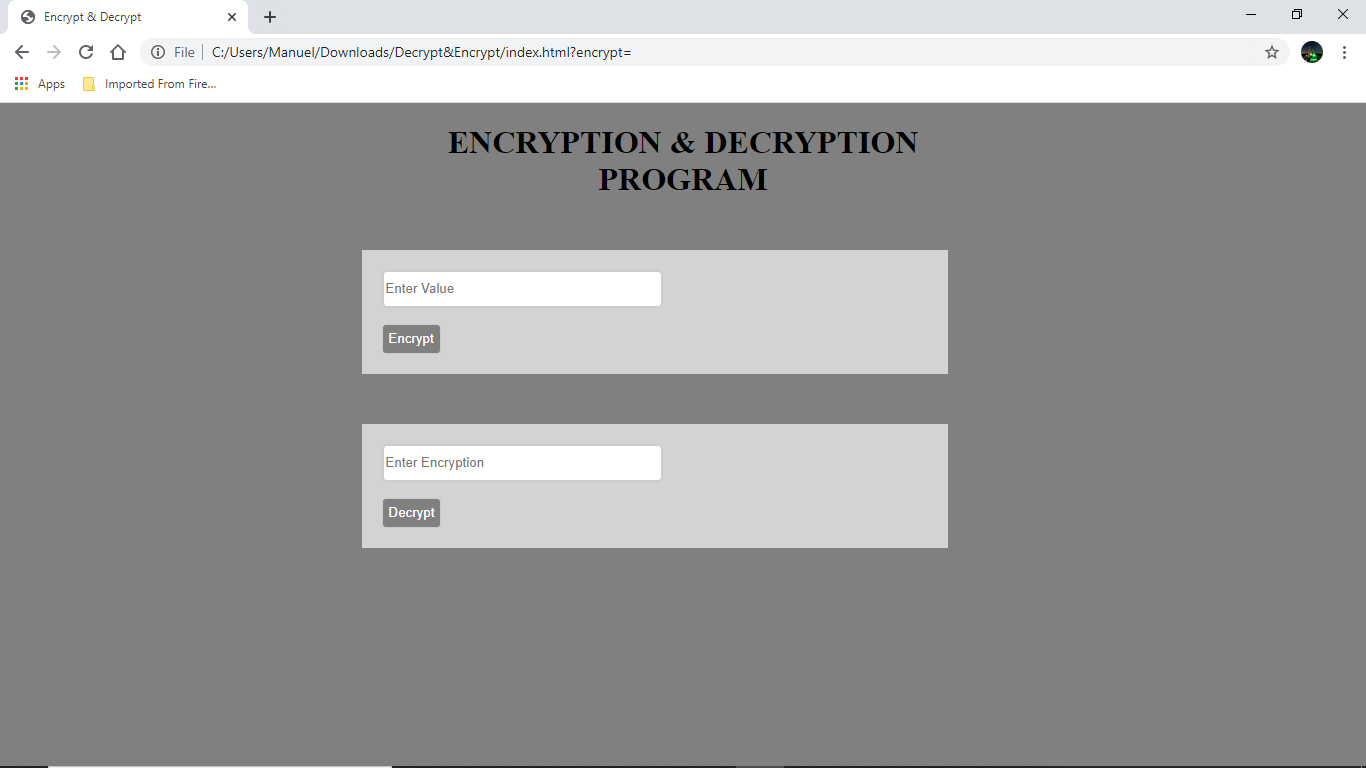 Encrypt & Decrypt
File
C:/Users/Manuel/Downloads/Decrypt&Encrypt/index.html?encrypt=
Apps
Imported From Fire...
ENCRYPTION & DECRYPTION
PROGRAM
Enter Value
Encrypt
Enter Encryption
Decrypt